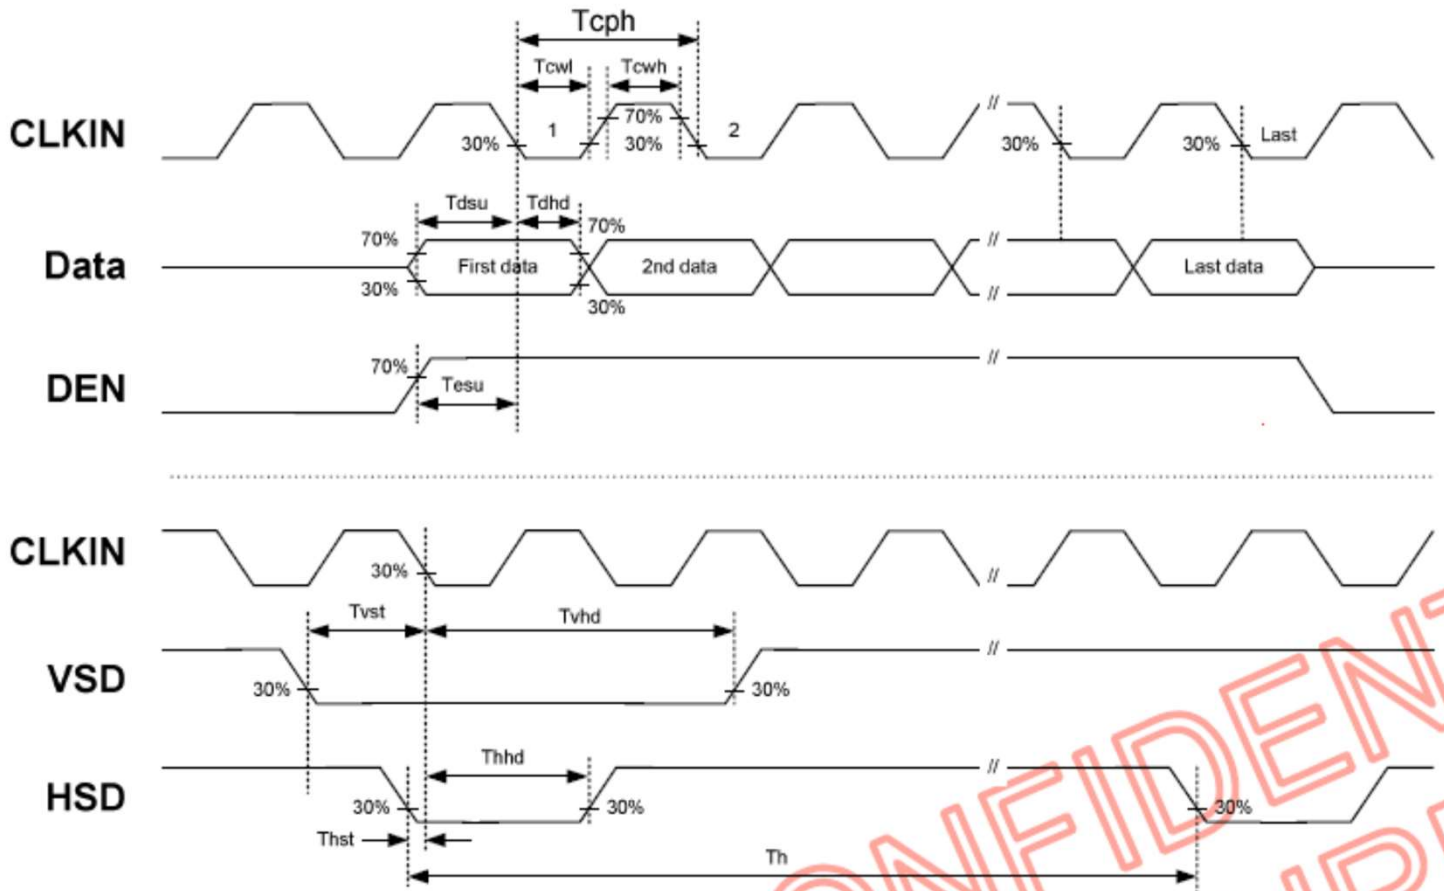 Tcph
Tcwl Tcwh
CLKIN 30% 1 70% 30% 2 // 30% 30% Last
Tdsu Tdhd
70% 70%
Data First data 2nd data // // Last data
30% 30%
DEN 70% //
Tesu
CLKIN 30% //
Tvst Tvhd
VSD 30% 30% //
Thhd
HSD 30% 30% // 30%
Thst
Th